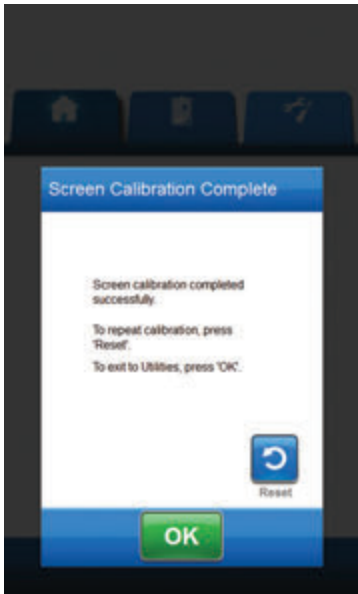 Screen Calibration Complete
Screen calibration completed
successfully.
To repeat calibration, press
'Reset'.
To exit to Utilities, press 'OK'.
Reset
OK